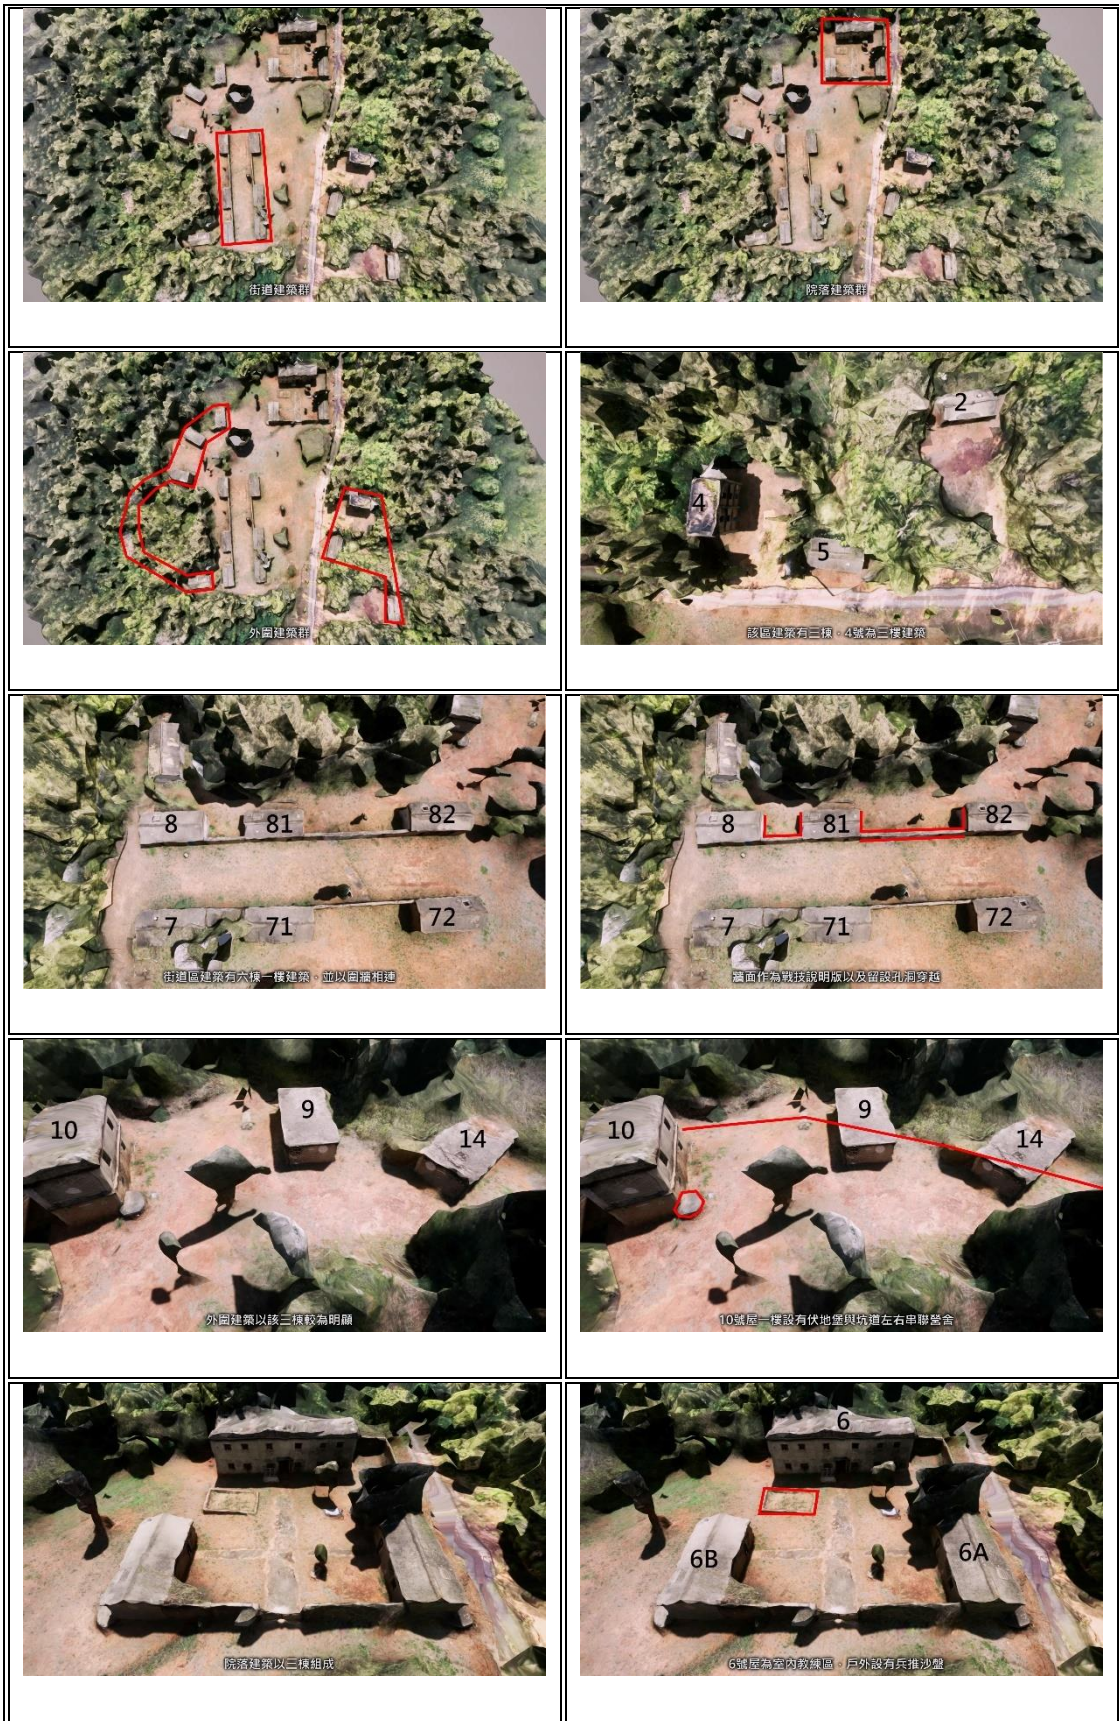 街道建築群
院落建築群
外圍建築群
2
4
5
該區建築有三棟，4號為三樓建築
8
81
82
7
71
72
街道區建築有六棟一樓建築，並以圍牆相連
8
81
82
7
71
72
牆面作為戰技說明版以及留設孔洞穿越
10
9
14
外圍建築以該三棟較為明顯
10
9
14
10號屋一樓設有伏地堡與坑道左右串聯營舍
院落建築以三棟組成
6
6B
6A
6號屋為室內教練區，戶外設有兵推沙盤